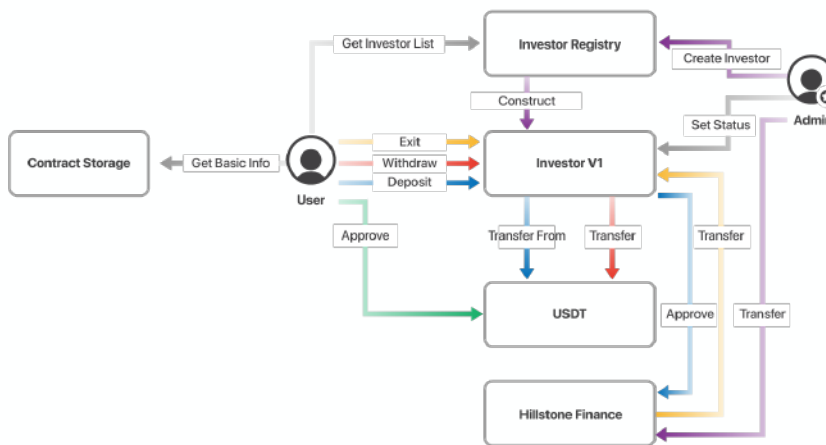 Get Investor List
Investor Registry
Create Investor
Construct
Set Status
Admin
Exit
Contract Storage
Get Basic Info
Withdraw
Investor V1
Deposit
User
Approve
Transfer From
Transfer
Transfer
USDT
Approve
Transfer
Hillstone Finance